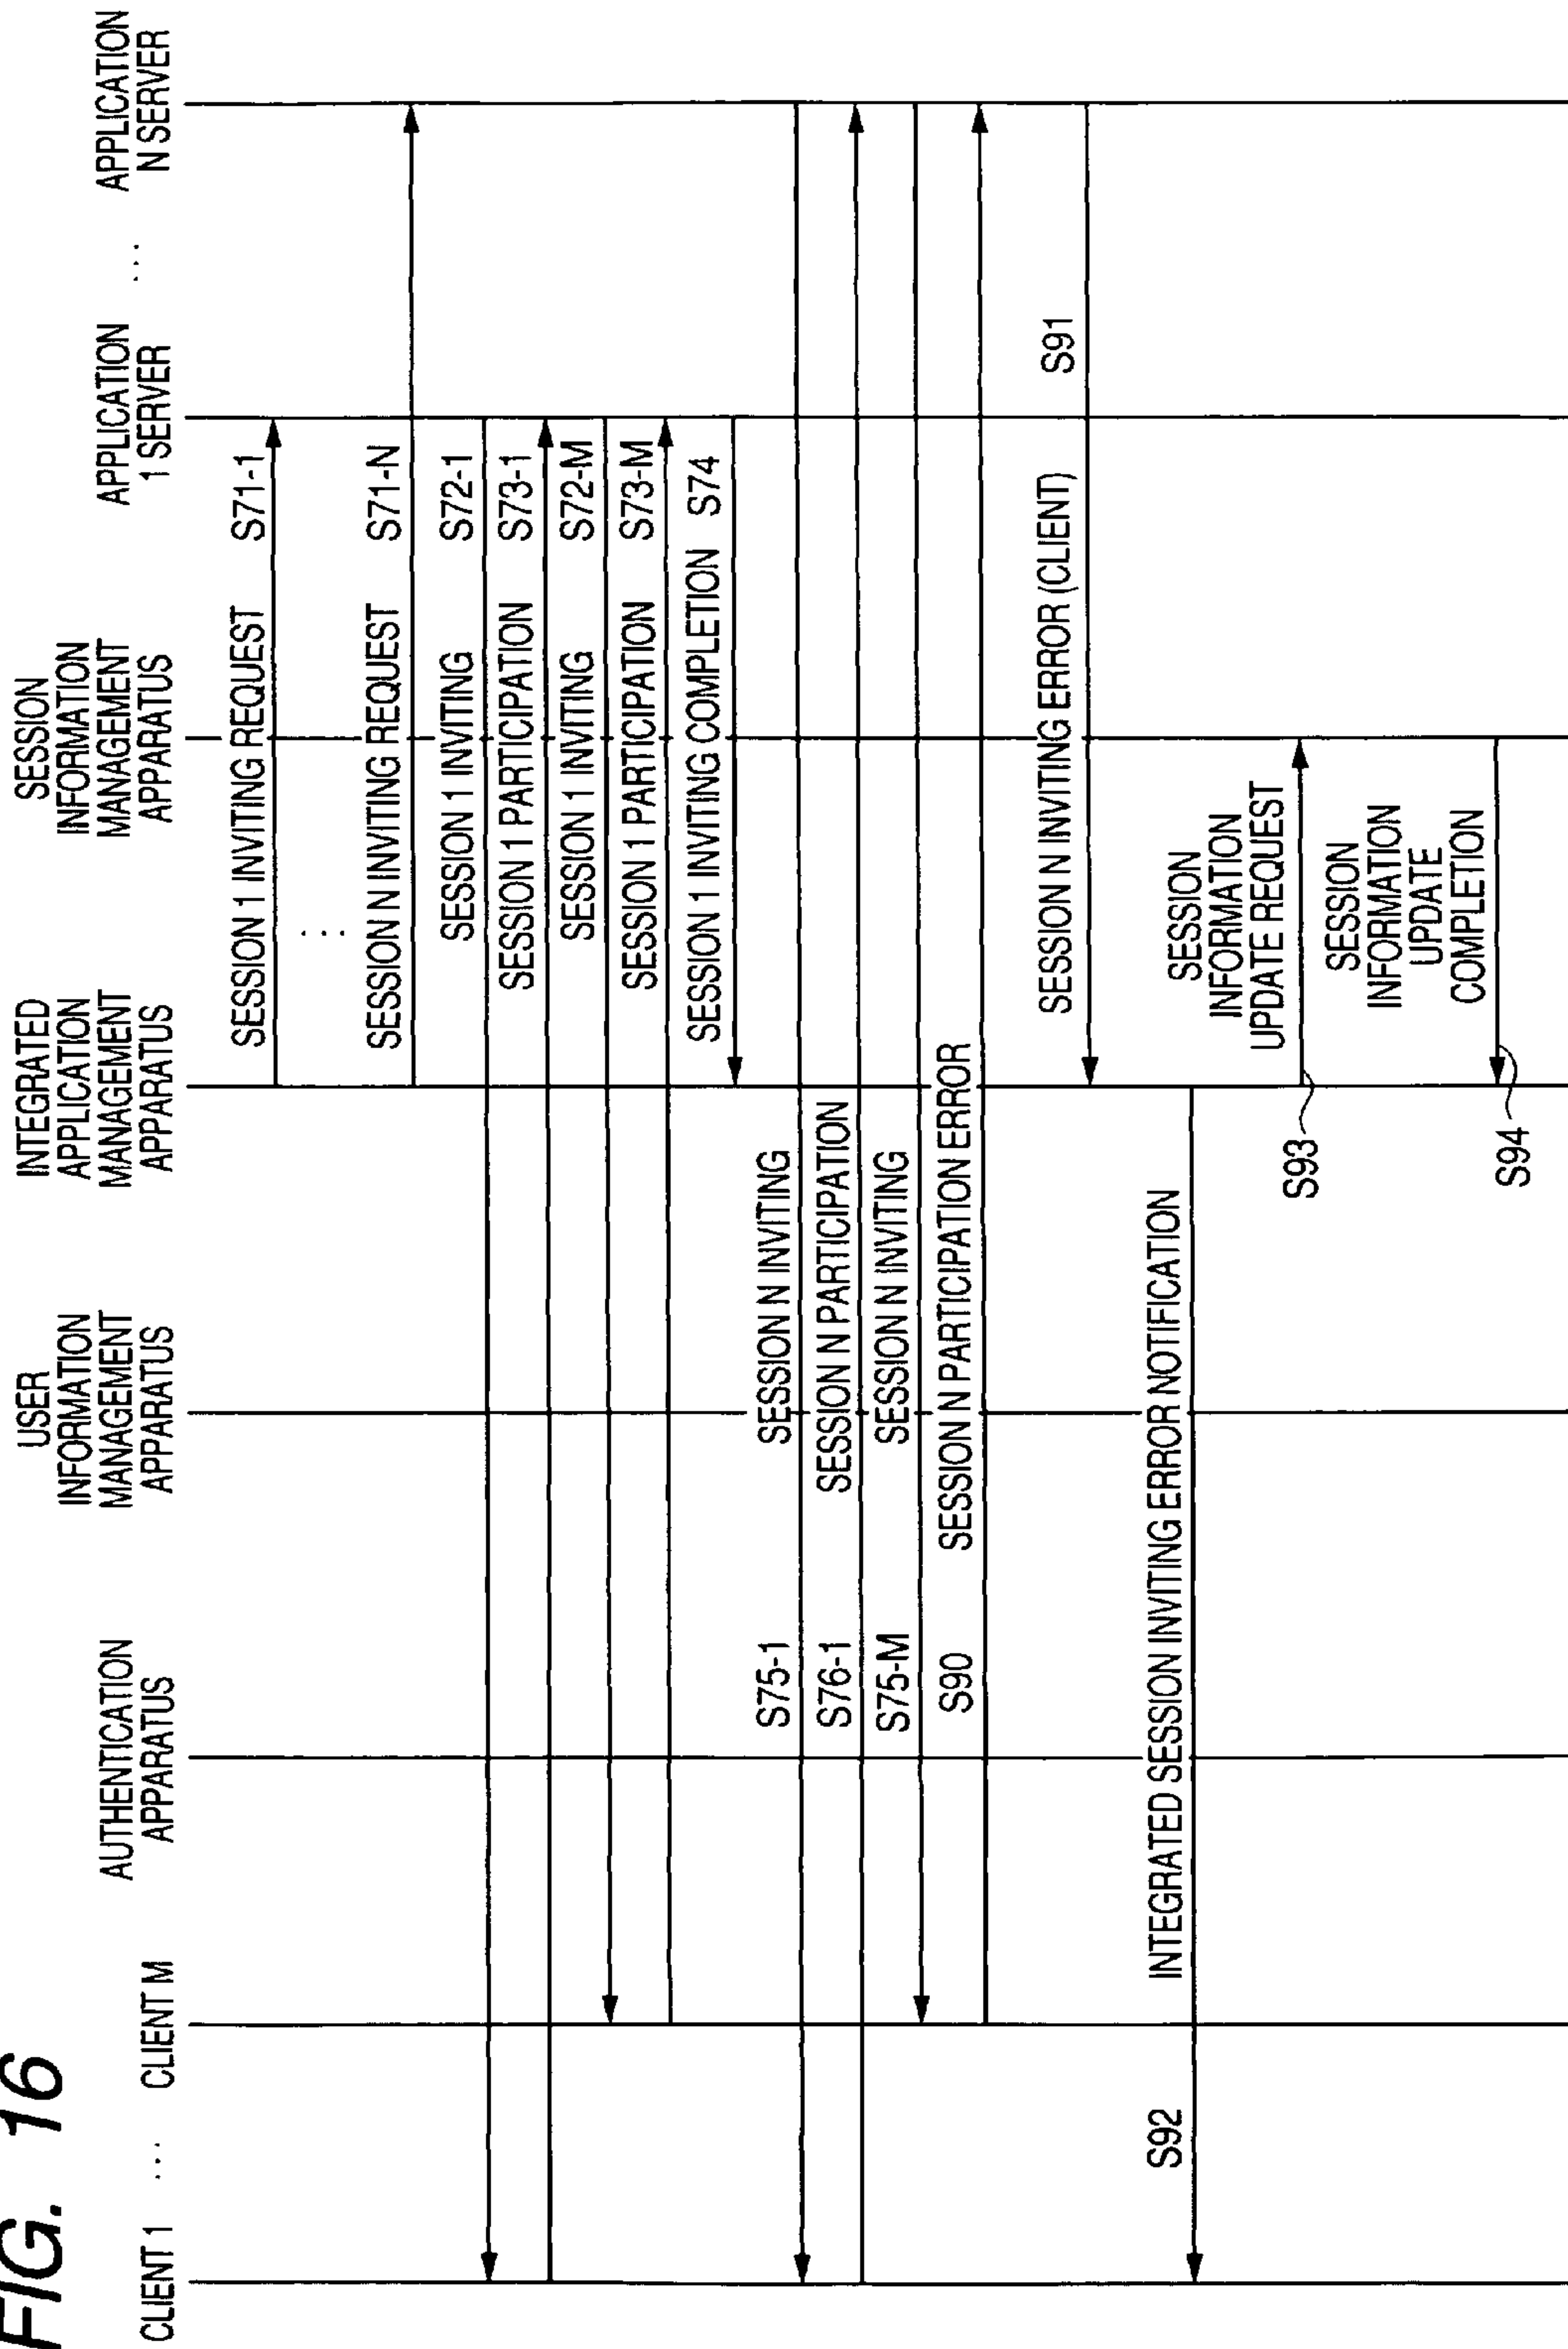 FIG. 16
CLIENT 1
...
CLIENT M
AUTHENTICATION
APPARATUS
USER
INFORMATION
MANAGEMENT
APPARATUS
INTEGRATED
APPLICATION
MANAGEMENT
APPARATUS
SESSION
INFORMATION
MANAGEMENT
APPARATUS
APPLICATION
1 SERVER
...
APPLICATION
N SERVER
SESSION 1 INVITING REQUEST S71-1
...
SESSION N INVITING REQUEST S71-N
SESSION 1 INVITING S72-1
SESSION 1 PARTICIPATION S73-1
SESSION 1 INVITING S72-M
SESSION 1 PARTICIPATION S73-M
SESSION 1 INVITING COMPLETION S74
S75-1 SESSION N INVITING
S76-1 SESSION N PARTICIPATION
S75-M SESSION N INVITING
S90 SESSION N PARTICIPATION ERROR
SESSION N INVITING ERROR (CLIENT) S91
S92 INTEGRATED SESSION INVITING ERROR NOTIFICATION
SESSION
INFORMATION
UPDATE REQUEST
S93
SESSION
INFORMATION
UPDATE
COMPLETION
S94